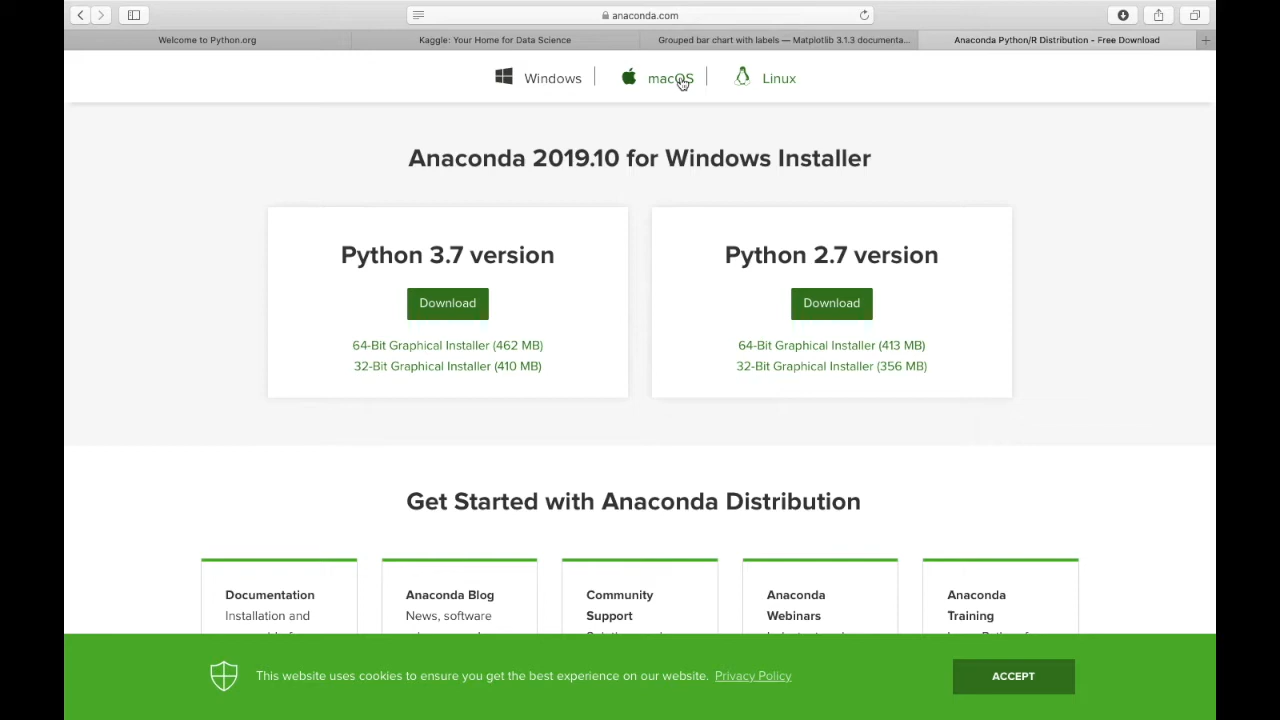 anaconda.com
Welcome to Python.org
Kaggle: Your Home for Data Science
Grouped bar chart with labels — Matplotlib 3.1.3 documenta...
Anaconda Python/R Distribution - Free Download
Windows
macOS
Linux
Anaconda 2019.10 for Windows Installer
Python 3.7 version
Download
64-Bit Graphical Installer (462 MB)
32-Bit Graphical Installer (410 MB)
Python 2.7 version
Download
64-Bit Graphical Installer (413 MB)
32-Bit Graphical Installer (356 MB)
Get Started with Anaconda Distribution
Documentation
Installation and
Anaconda Blog
News, software
Community
Support
Anaconda
Webinars
Anaconda
Training
This website uses cookies to ensure you get the best experience on our website. Privacy Policy
ACCEPT